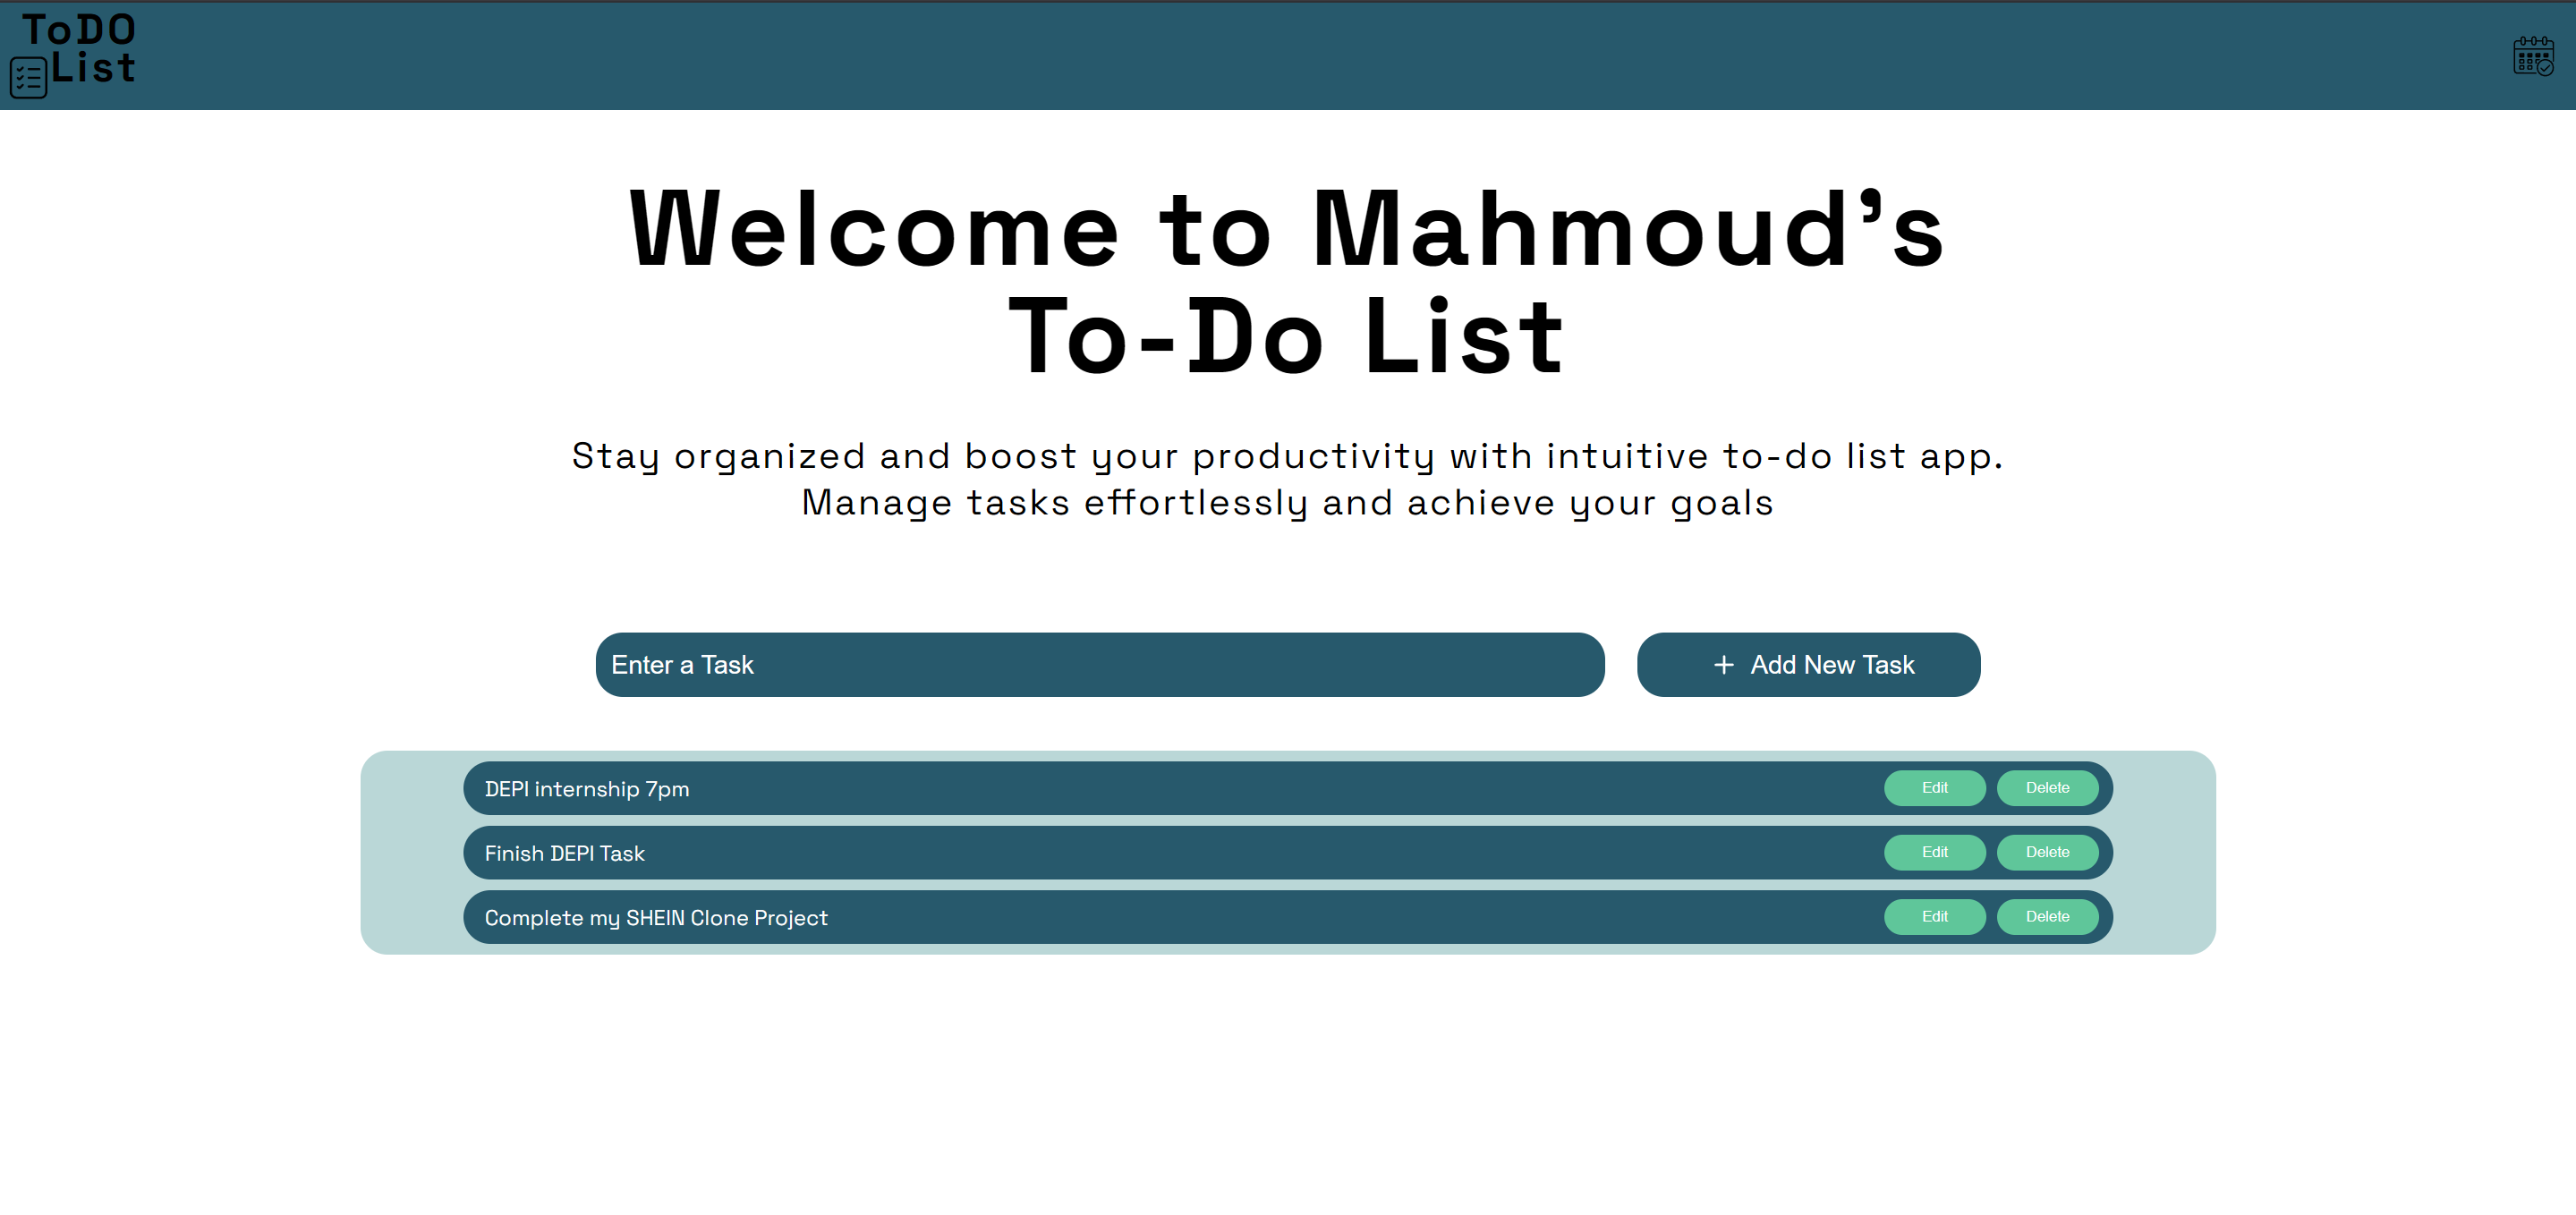 ToDO
List
Welcome to Mahmoud's
To-Do List
Stay organized and boost your productivity with intuitive to-do list app.
Manage tasks effortlessly and achieve your goals
Enter a Task
+ Add New Task
DEPI internship 7pm Edit Delete
Finish DEPI Task Edit Delete
Complete my SHEIN Clone Project Edit Delete